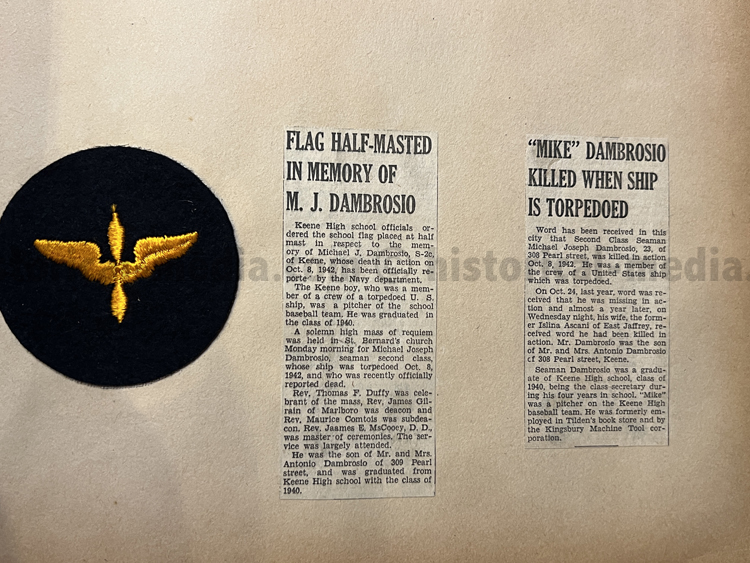 FLAG HALF-MASTED
IN MEMORY OF
M. J. DAMBROSIO
Keene High school officials or-
dered the school flag placed at half
mast in respect to the mem-
ory of Michael J. Dambrosio, S-2c,
of Keene, whose death in action on
Oct. 8, 1942, has been officially re-
porte by the Navy department.
The Keene boy, who was a mem-
ber of a crew of a torpedoed U. S.
ship, was a pitcher of the school
baseball team. He was graduated in
the class of 1940.
A solemn high mass of requiem
was held in St. Bernard's church
Monday morning for Michael Joseph
Dambrosio, seaman second class,
whose ship was torpedoed Oct. 8,
1942, and who was recently officially
reported dead.
Rev. Thomas F. Duffy was cele-
brant of the mass, Rev. James Gil-
rain of Marlboro was deacon and
Rev. Maurice Comtois was subdea-
con. Rev. Jaames E. McCooey, D. D.,
was master of ceremonies. The ser-
vice was largely attended.
He was the son of Mr. and Mrs.
Antonio Dambrosio of 309 Pearl
street, and was graduated from
Keene High school with the class of
1940.
"MIKE" DAMBROSIO
KILLED WHEN SHIP
IS TORPEDOED
Word has been received in this
city that Second Class Seaman
Michael Joseph Dambrosio, 23, of
308 Pearl street, was killed in action
Oct. 8, 1942. He was a member of
the crew of a United States ship
which was torpedoed.
On Oct. 24, last year, word was re-
ceived that he was missing in ac-
tion and almost a year later, on
Wednesday night, his wife, the form-
er Islina Ascani of East Jaffrey, re-
ceived word he had been killed in
action. Mr. Dambrosio was the son
of Mr. and Mrs. Antonio Dambrosio
of 308 Pearl street, Keene.
Seaman Dambrosio was a gradu-
ate of Keene High school, class of
1940, being the class secretary dur-
ing his four years in school. "Mike"
was a pitcher on the Keene High
baseball team. He was formerly em-
ployed in Tilden's book store and by
the Kingsbury Machine Tool cor-
poration.